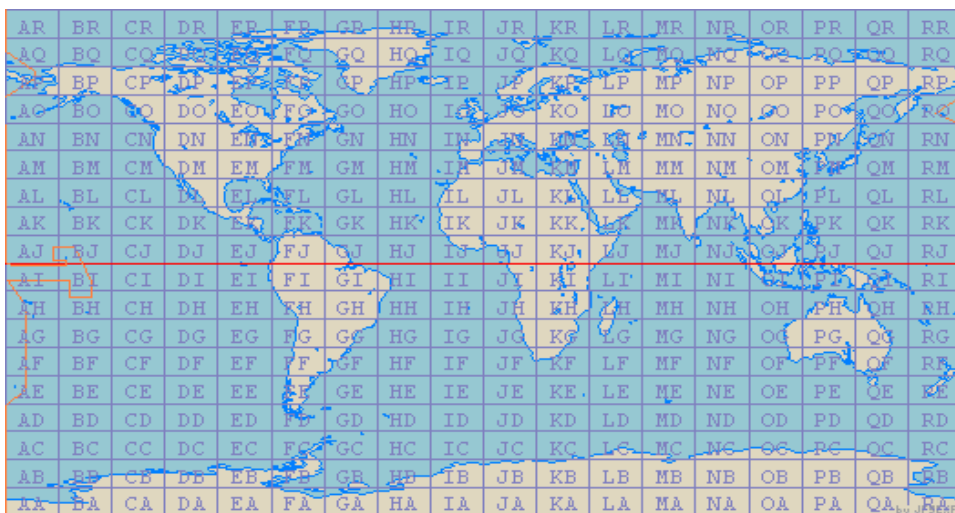 AR BR CR DR ER FR GR HR IR JR KR LR MR NR OR PR QR RR
AQ BQ CQ DQ FQ GQ HQ IQ JQ KQ LQ MQ NQ OQ PQ QQ RQ
BP CP DP GP HP IP JP KP LP MP NP OP PP QP RP
AO BO CO DO EO FO GO HO IO JO KO LO MO NO OO PO QO RO
AN BN CN DN EN FN GN HN IN JN KN MN NN ON PN QN RN
AM BM CM DM EM FM GM HM IM JM KM LM MM NM OM PM QM RM
AL BL CL DL EL FL GL HL IL JL KL LL ML NL OL PL QL RL
AK BK CK DK FK GK HK IK JK KK LK MK NK OK PK QK RK
AJ BJ CJ DJ EJ FJ GJ HJ IJ JJ KJ LJ MJ NJ OJ PJ QJ RJ
AI BI CI DI EI FI GI HI II JI KI LI MI NI OI PI RI
AH BH CH DH EH FH GH HH IH JH KH LH MH NH OH PH QH RH
AG BG CG DG EG FG GG HG IG JG KG LG MG NG OG PG QG RG
AF BF CF DF EF FF GF HF IF JF KF LF MF NF OF PF QF RF
AE BE CE DE EE GE HE IE JE KE LE ME NE OE PE QE RE
AD BD CD DD ED FD GD HD ID JD KD LD MD ND OD PD QD RD
AC BC CC DC EC FC GC HC IC JC KC LC MC NC OC PC QC RC
AB BB CB DB EB FB GB HB IB JB KB LB MB NB OB PB QB RB
AA BA CA DA EA FA GA HA IA JA KA LA MA NA OA PA QA RA
by